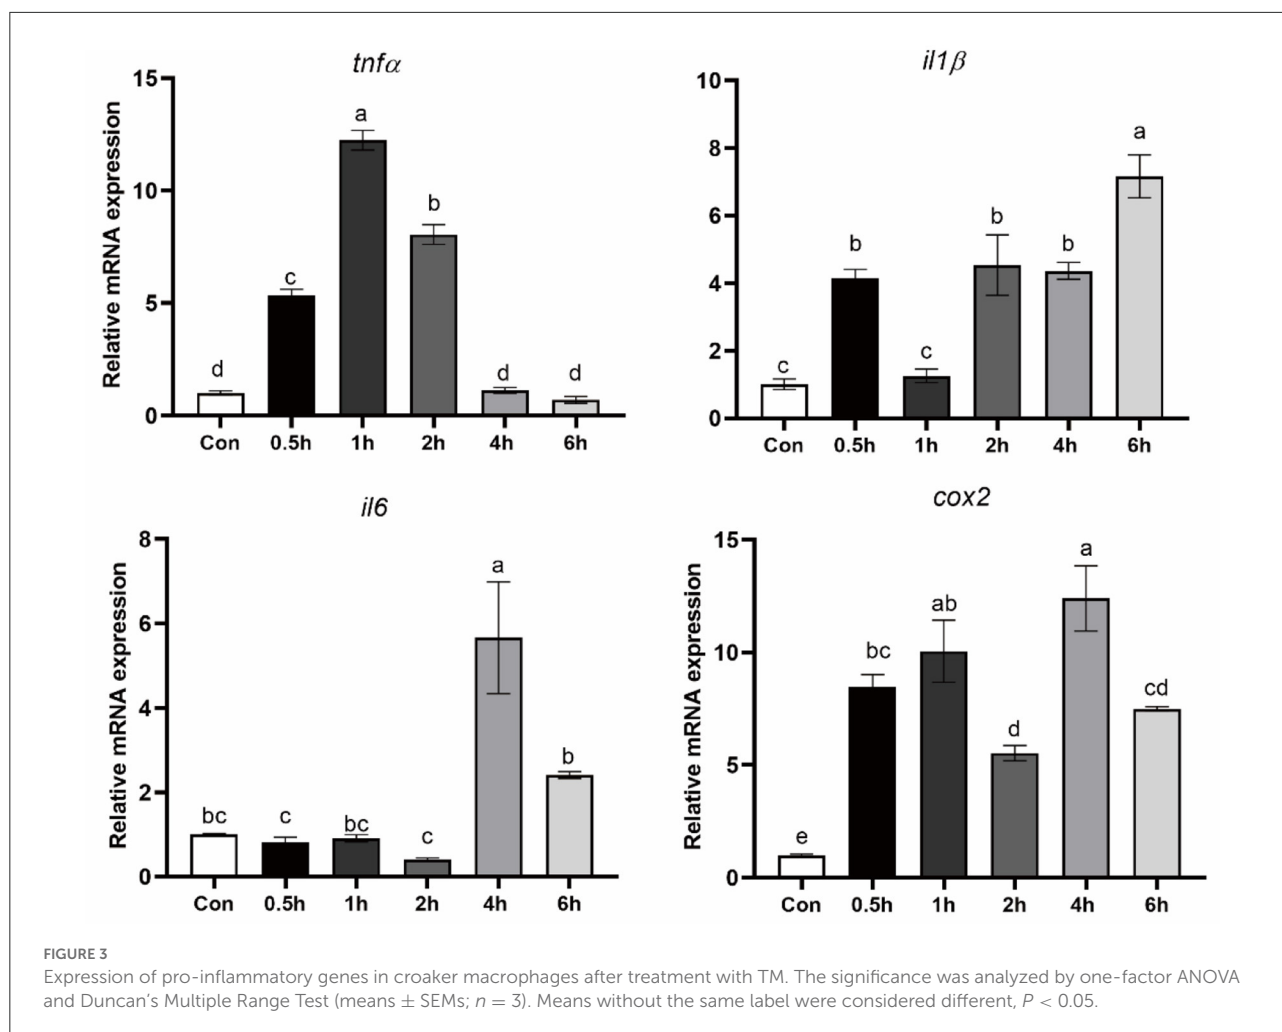 tnfα
Relative mRNA expression
15
10
5
0
d
c
a
b
d
d
Con 0.5h 1h 2h 4h 6h
il1β
Relative mRNA expression
10
8
6
4
2
0
c
b
c
b
b
a
Con 0.5h 1h 2h 4h 6h
il6
Relative mRNA expression
8
6
4
2
0
bc
c
bc
c
a
b
Con 0.5h 1h 2h 4h 6h
cox2
Relative mRNA expression
15
10
5
0
e
bc
ab
d
a
cd
Con 0.5h 1h 2h 4h 6h
FIGURE 3
Expression of pro-inflammatory genes in croaker macrophages after treatment with TM. The significance was analyzed by one-factor ANOVA
and Duncan’s Multiple Range Test (means ± SEMs; n = 3). Means without the same label were considered different, P < 0.05.